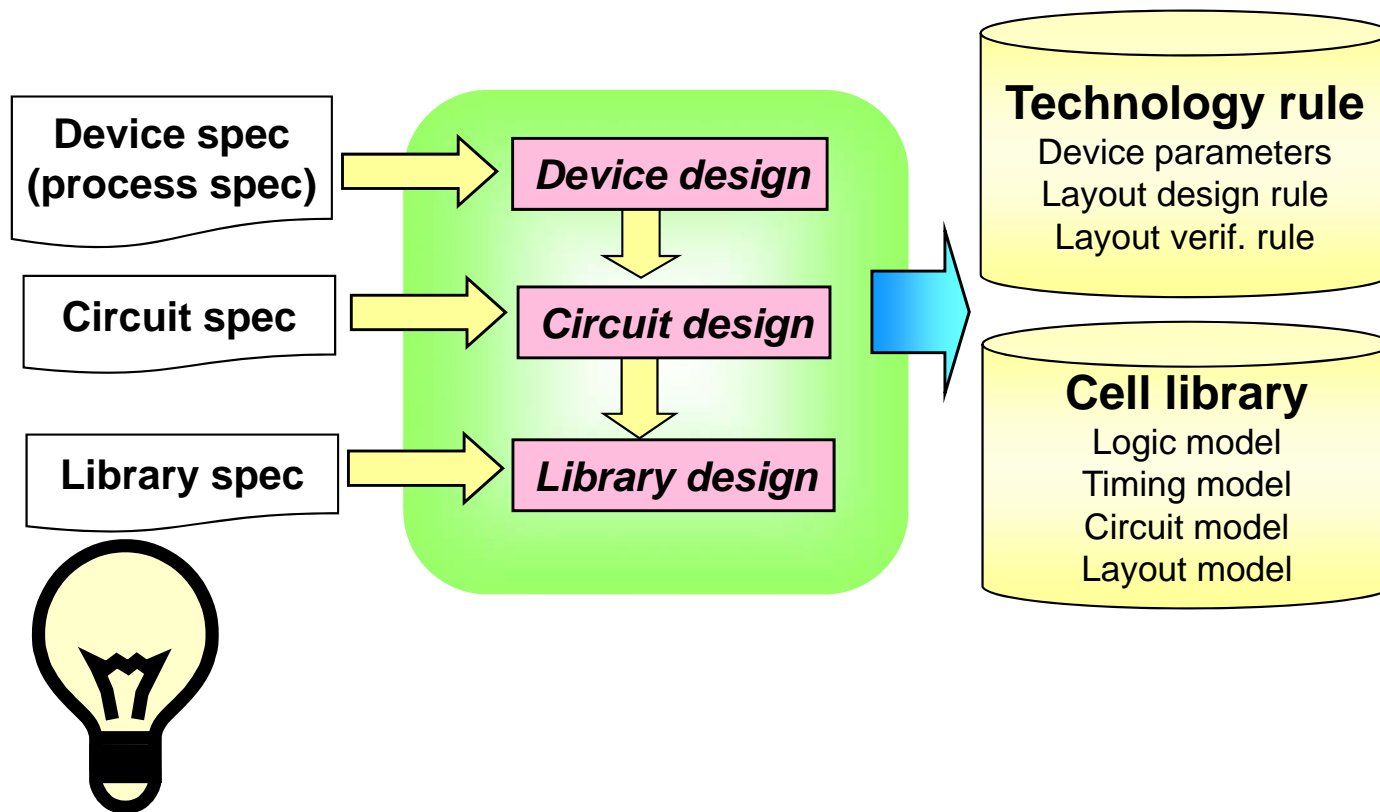 Device spec
(process spec)
Circuit spec
Library spec
Device design
Circuit design
Library design
Technology rule
Device parameters
Layout design rule
Layout verif. rule
Cell library
Logic model
Timing model
Circuit model
Layout model